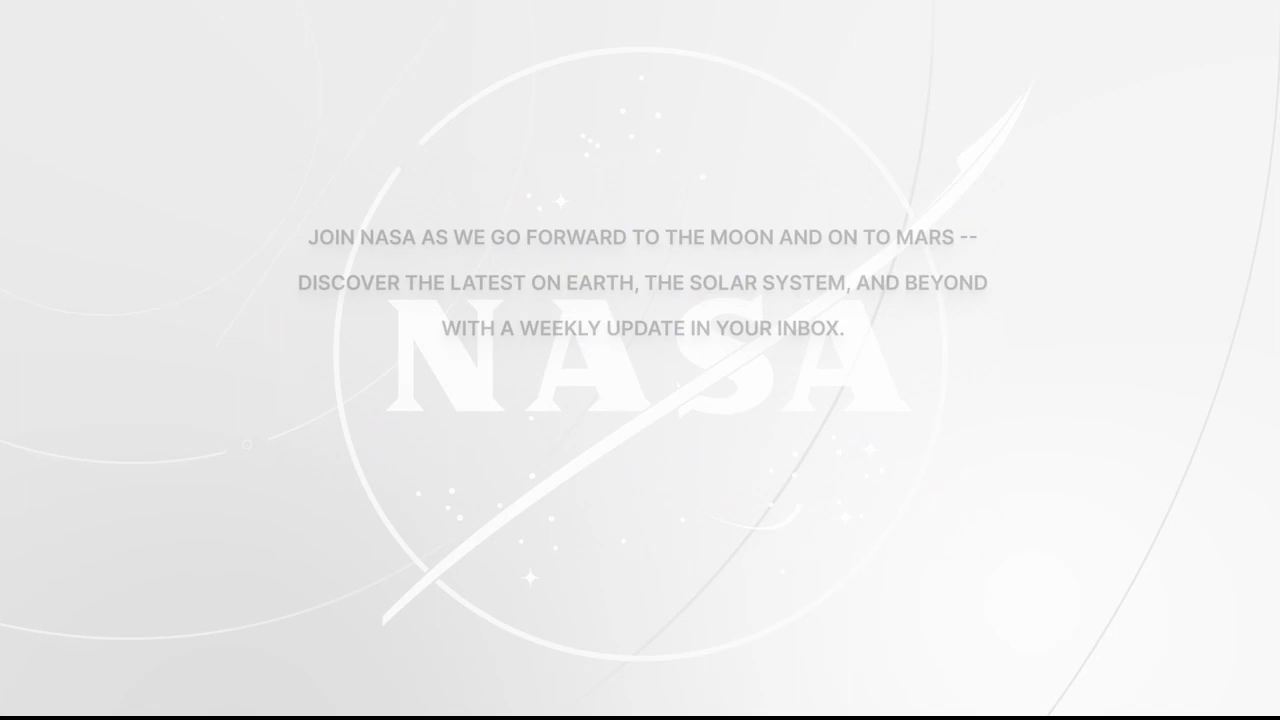 JOIN NASA AS WE GO FORWARD TO THE MOON AND ON TO MARS --
DISCOVER THE LATEST ON EARTH, THE SOLAR SYSTEM, AND BEYOND
WITH A WEEKLY UPDATE IN YOUR INBOX.
NASA